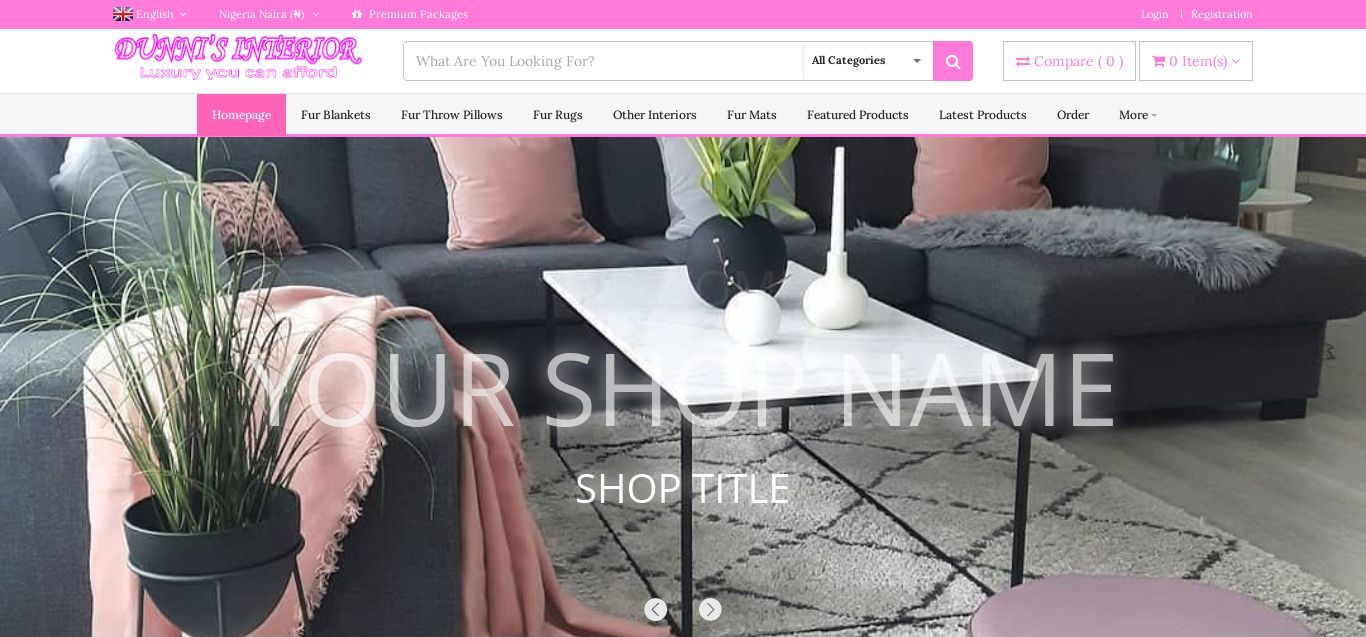 English
Nigeria Naira (₦)
Premium Packages
Login
Registration
DUNNI'S INTERIOR
Luxury you can afford
What Are You Looking For?
All Categories
Compare ( 0 )
0 Item(s)
Homepage
Fur Blankets
Fur Throw Pillows
Fur Rugs
Other Interiors
Fur Mats
Featured Products
Latest Products
Order
More
YOUR SHOP NAME
SHOP TITLE